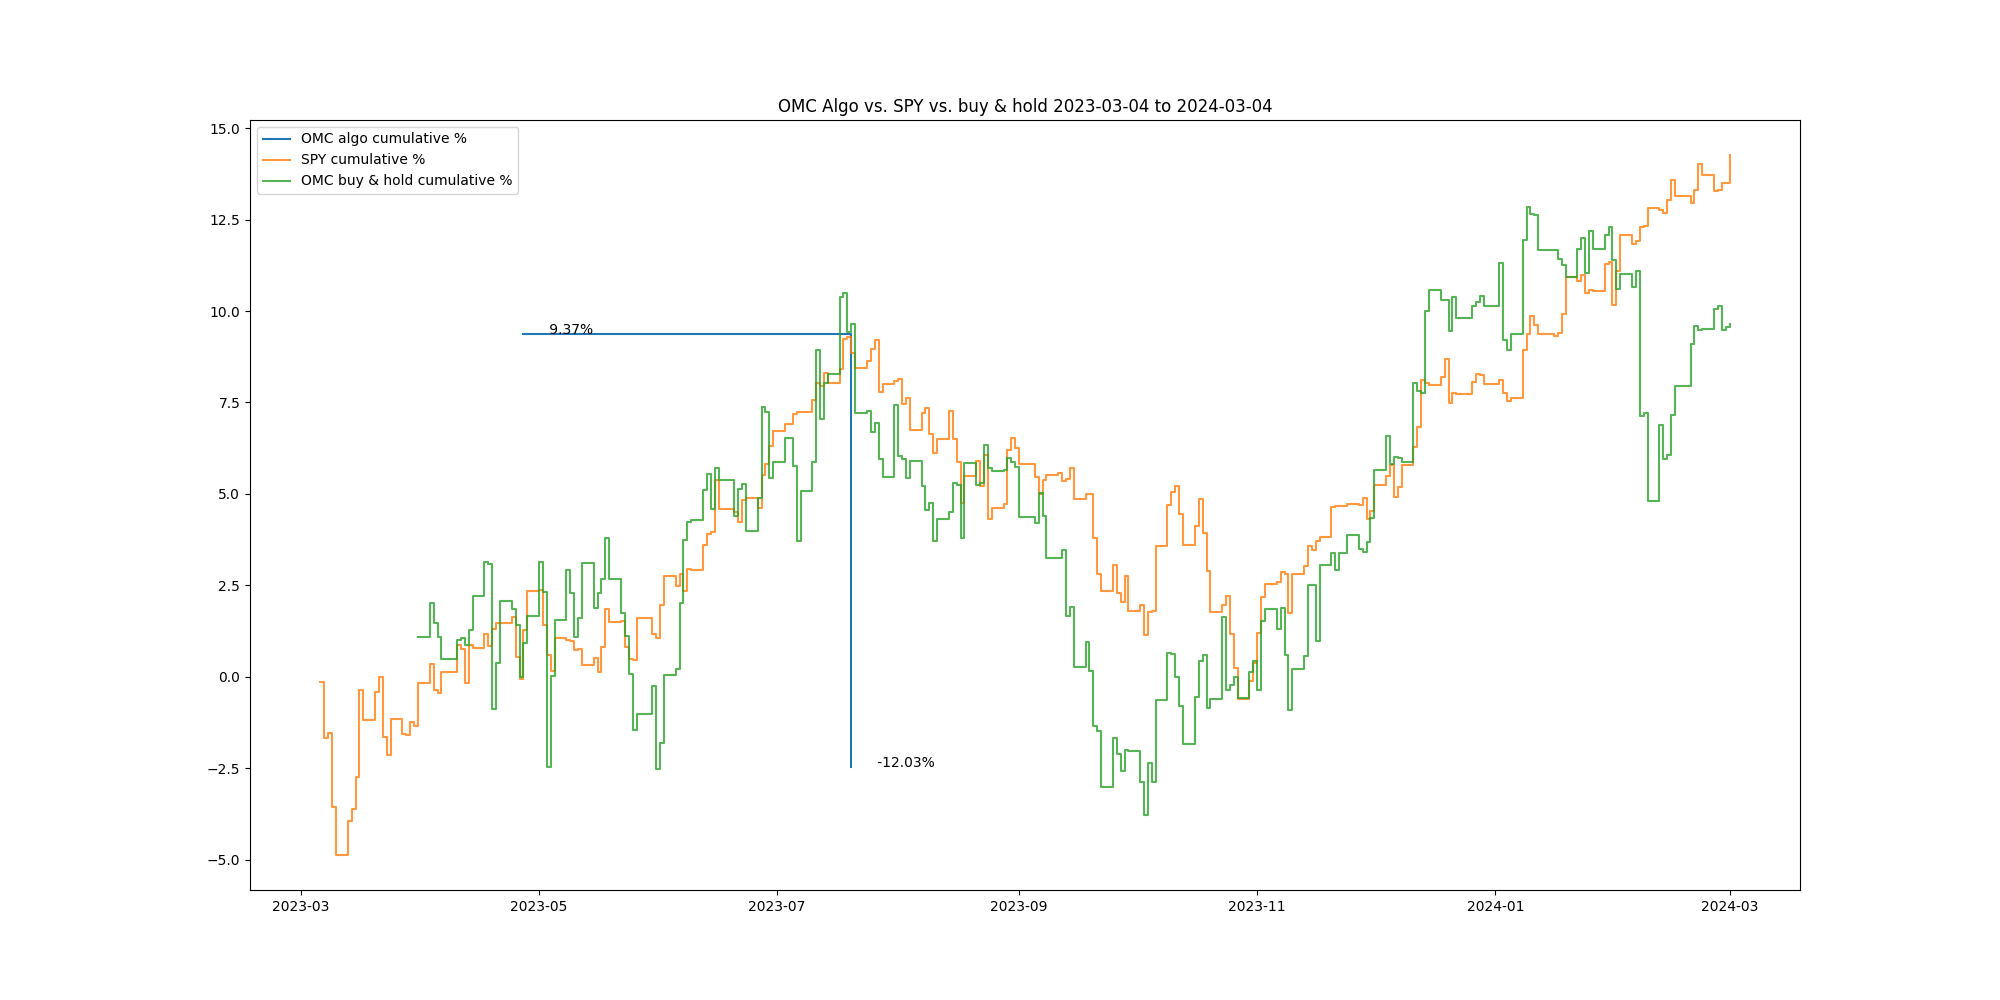 OMC Algo vs. SPY vs. buy & hold 2023-03-04 to 2024-03-04
OMC algo cumulative %
SPY cumulative %
OMC buy & hold cumulative %
15.0
12.5
10.0
7.5
5.0
2.5
0.0
−2.5
−5.0
9.37%
-12.03%
2023-03 2023-05 2023-07 2023-09 2023-11 2024-01 2024-03